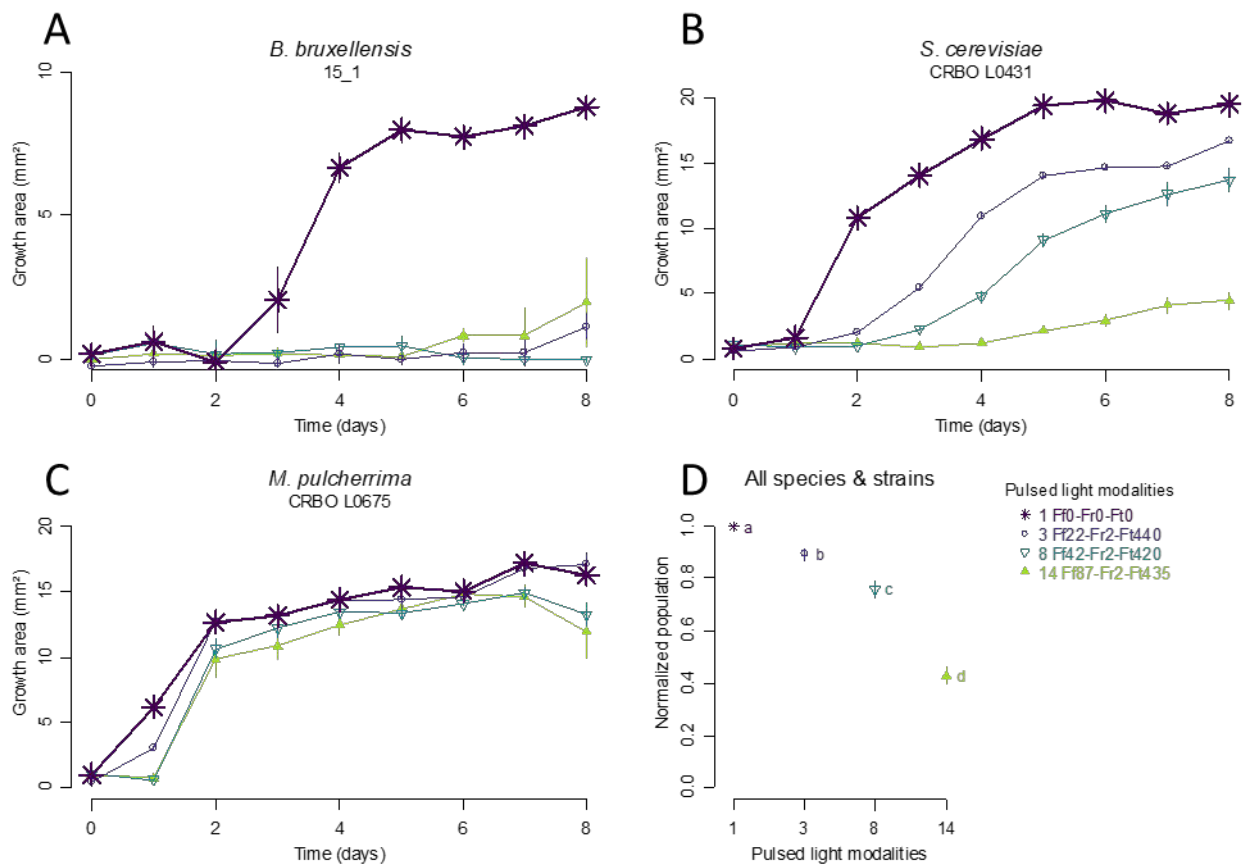 A
B. bruxellensis
15_1
Growth area (mm²)
10
5
0
0 2 4 6 8
Time (days)
B
S. cerevisiae
CRBO L0431
Growth area (mm²)
20
15
10
5
0
0 2 4 6 8
Time (days)
C
M. pulcherrima
CRBO L0675
Growth area (mm²)
20
15
10
5
0
0 2 4 6 8
Time (days)
D
All species & strains
Normalized population
1.0
0.8
0.6
0.4
0.2
0.0
a
b
c
d
1 3 8 14
Pulsed light modalities
Pulsed light modalities
1 Ff0-Fr0-Ft0
3 Ff22-Fr2-Ft440
8 Ff42-Fr2-Ft420
14 Ff87-Fr2-Ft435